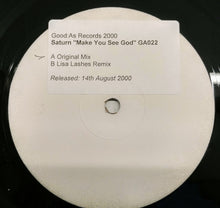 Good:As Records 2000
Saturn "Make You See God" GA022
A Original Mix
B Lisa Lashes Remix
Released: 14th August 2000